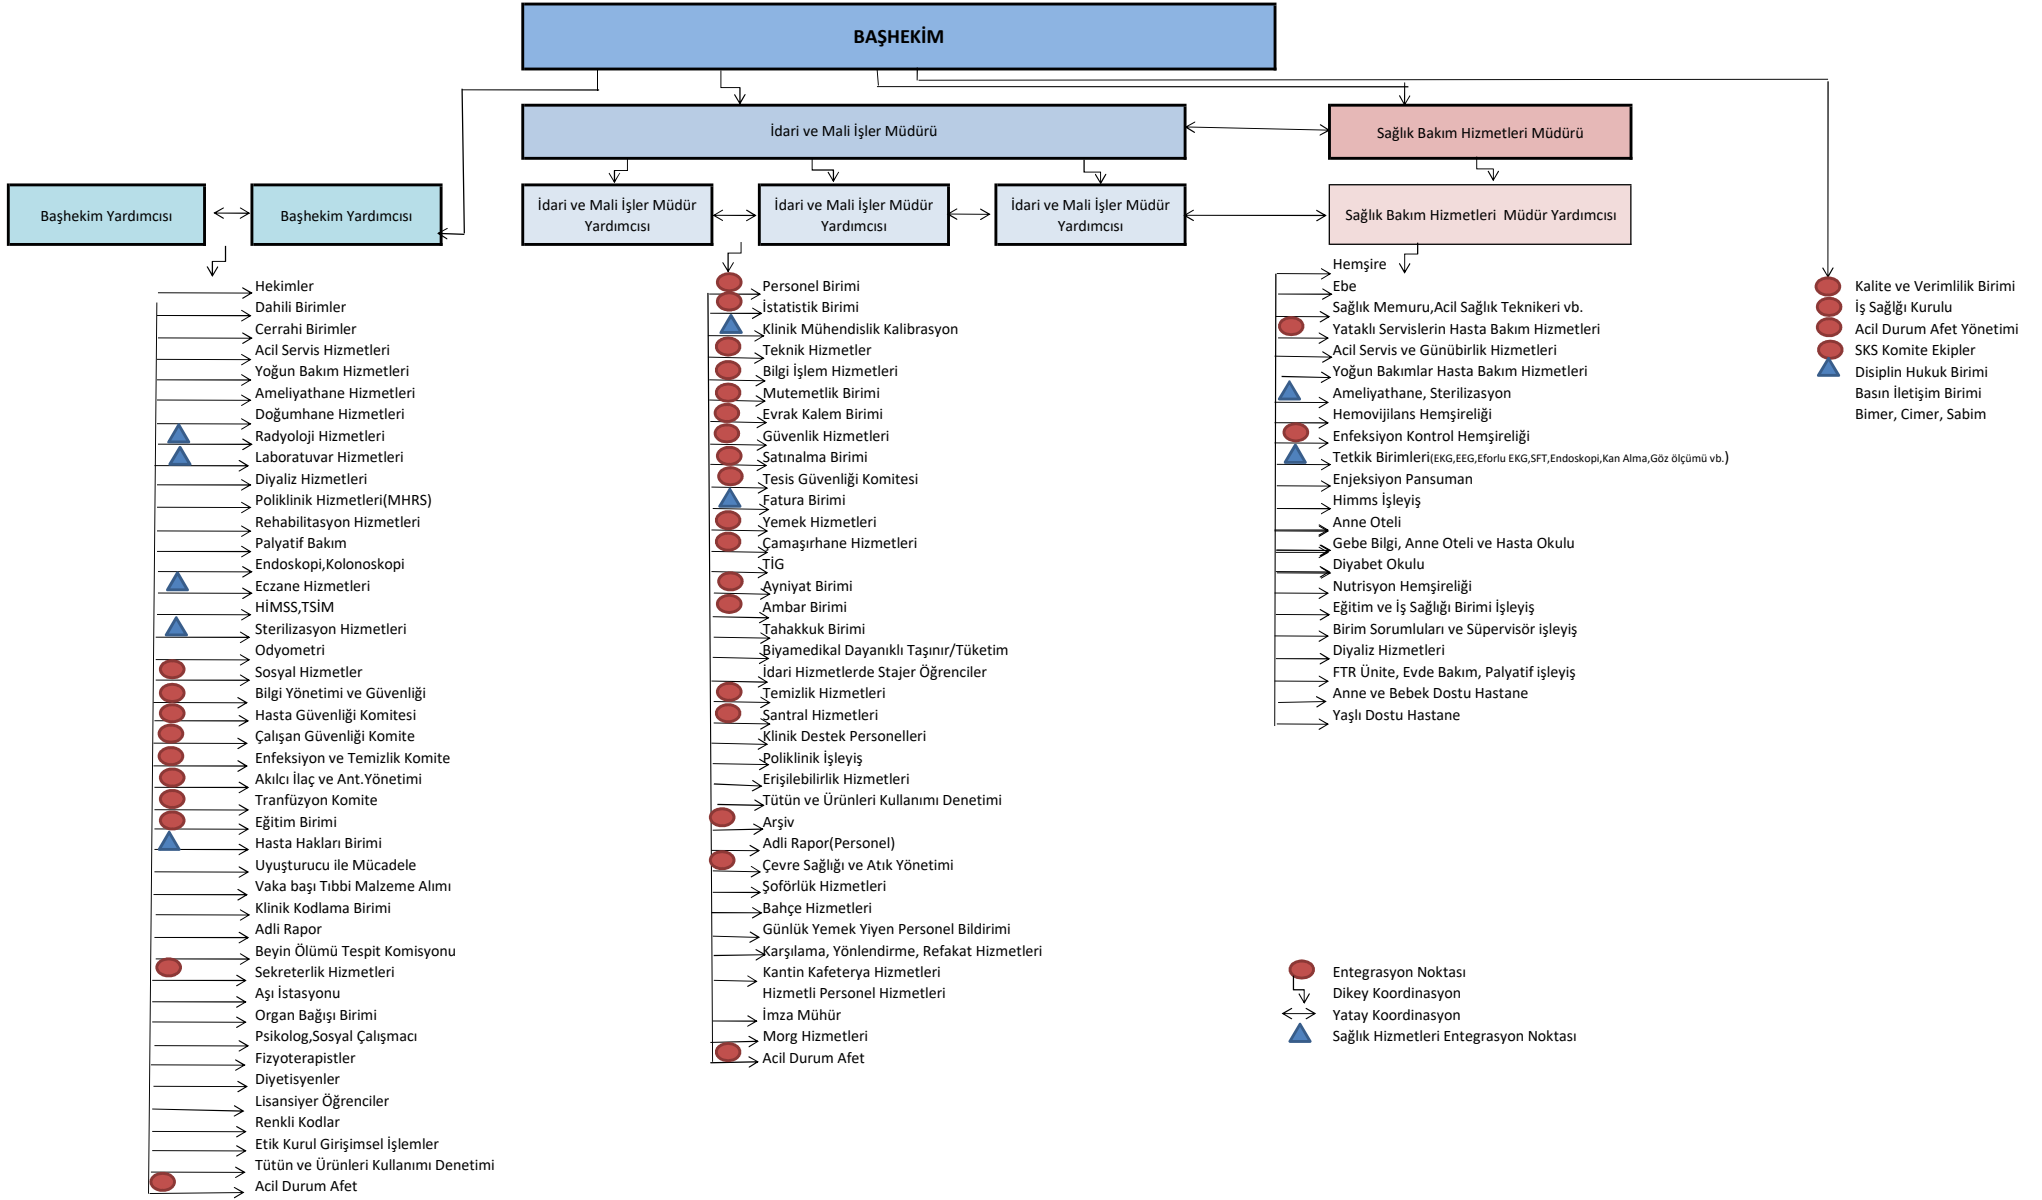 BAŞHEKİM
İdari ve Mali İşler Müdürü
Sağlık Bakım Hizmetleri Müdürü
Başhekim Yardımcısı
Başhekim Yardımcısı
İdari ve Mali İşler Müdür
Yardımcısı
İdari ve Mali İşler Müdür
Yardımcısı
İdari ve Mali İşler Müdür
Yardımcısı
Sağlık Bakım Hizmetleri  Müdür Yardımcısı
Hekimler
Dahili Birimler
Cerrahi Birimler
Acil Servis Hizmetleri
Yoğun Bakım Hizmetleri
Ameliyathane Hizmetleri
Doğumhane Hizmetleri
Radyoloji Hizmetleri
Laboratuvar Hizmetleri
Diyaliz Hizmetleri
Poliklinik Hizmetleri(MHRS)
Rehabilitasyon Hizmetleri
Palyatif Bakım
Endoskopi,Kolonoskopi
Eczane Hizmetleri
HİMSS,TSİM
Sterilizasyon Hizmetleri
Odyometri
Sosyal Hizmetler
Bilgi Yönetimi ve Güvenliği
Hasta Güvenliği Komitesi
Çalışan Güvenliği Komite
Enfeksiyon ve Temizlik Komite
Akılcı İlaç ve Ant.Yönetimi
Tranfüzyon Komite
Eğitim Birimi
Hasta Hakları Birimi
Uyuşturucu ile Mücadele
Vaka başı Tıbbi Malzeme Alımı
Klinik Kodlama Birimi
Adli Rapor
Beyin Ölümü Tespit Komisyonu
Sekreterlik Hizmetleri
Aşı İstasyonu
Organ Bağışı Birimi
Psikolog,Sosyal Çalışmacı
Fizyoterapistler
Diyetisyenler
Lisansiyer Öğrenciler
Renkli Kodlar
Etik Kurul Girişimsel İşlemler
Tütün ve Ürünleri Kullanımı Denetimi
Acil Durum Afet
Personel Birimi
İstatistik Birimi
Klinik Mühendislik Kalibrasyon
Teknik Hizmetler
Bilgi İşlem Hizmetleri
Mutemetlik Birimi
Evrak Kalem Birimi
Güvenlik Hizmetleri
Satınalma Birimi
Tesis Güvenliği Komitesi
Fatura Birimi
Yemek Hizmetleri
Çamaşırhane Hizmetleri
TİG
Ayniyat Birimi
Ambar Birimi
Tahakkuk Birimi
Biyamedikal Dayanıklı Taşınır/Tüketim
İdari Hizmetlerde Stajer Öğrenciler
Temizlik Hizmetleri
Santral Hizmetleri
Klinik Destek Personelleri
Poliklinik İşleyiş
Erişilebilirlik Hizmetleri
Tütün ve Ürünleri Kullanımı Denetimi
Arşiv
Adli Rapor(Personel)
Çevre Sağlığı ve Atık Yönetimi
Şoförlük Hizmetleri
Bahçe Hizmetleri
Günlük Yemek Yiyen Personel Bildirimi
Karşılama, Yönlendirme, Refakat Hizmetleri
Kantin Kafeterya Hizmetleri
Hizmetli Personel Hizmetleri
İmza Mühür
Morg Hizmetleri
Acil Durum Afet
Hemşire
Ebe
Sağlık Memuru,Acil Sağlık Teknikeri vb.
Yataklı Servislerin Hasta Bakım Hizmetleri
Acil Servis ve Günübirlik Hizmetleri
Yoğun Bakımlar Hasta Bakım Hizmetleri
Ameliyathane, Sterilizasyon
Hemovijilans Hemşireliği
Enfeksiyon Kontrol Hemşireliği
Tetkik Birimleri(EKG,EEG,Eforlu EKG,SFT,Endoskopi,Kan Alma,Göz ölçümü vb.)
Enjeksiyon Pansuman
Himms İşleyiş
Anne Oteli
Gebe Bilgi, Anne Oteli ve Hasta Okulu
Diyabet Okulu
Nutrisyon Hemşireliği
Eğitim ve İş Sağlığı Birimi İşleyiş
Birim Sorumluları ve Süpervisör işleyiş
Diyaliz Hizmetleri
FTR Ünite, Evde Bakım, Palyatif işleyiş
Anne ve Bebek Dostu Hastane
Yaşlı Dostu Hastane
Kalite ve Verimlilik Birimi
İş Sağlğı Kurulu
Acil Durum Afet Yönetimi
SKS Komite Ekipler
Disiplin Hukuk Birimi
Basın İletişim Birimi
Bimer, Cimer, Sabim
Entegrasyon Noktası
Dikey Koordinasyon
Yatay Koordinasyon
Sağlık Hizmetleri Entegrasyon Noktası